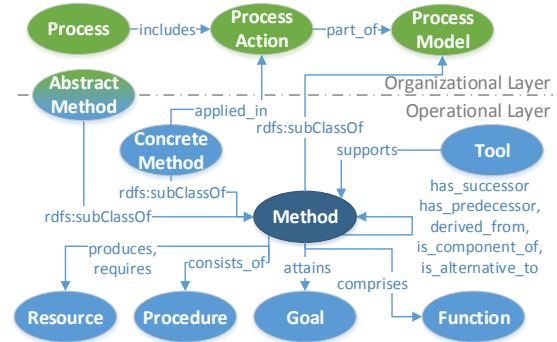 Process
includes
Process
Action
part_of
Process
Model
Organizational Layer
Operational Layer
Abstract
Method
applied_in
rdfs:subClassOf
Concrete
Method
supports
Tool
rdfs:subClassOf
rdfs:subClassOf
Method
has_successor
has_predecessor,
derived_from,
is_component_of,
is_alternative_to
produces,
requires
consists_of
attains
comprises
Resource
Procedure
Goal
Function